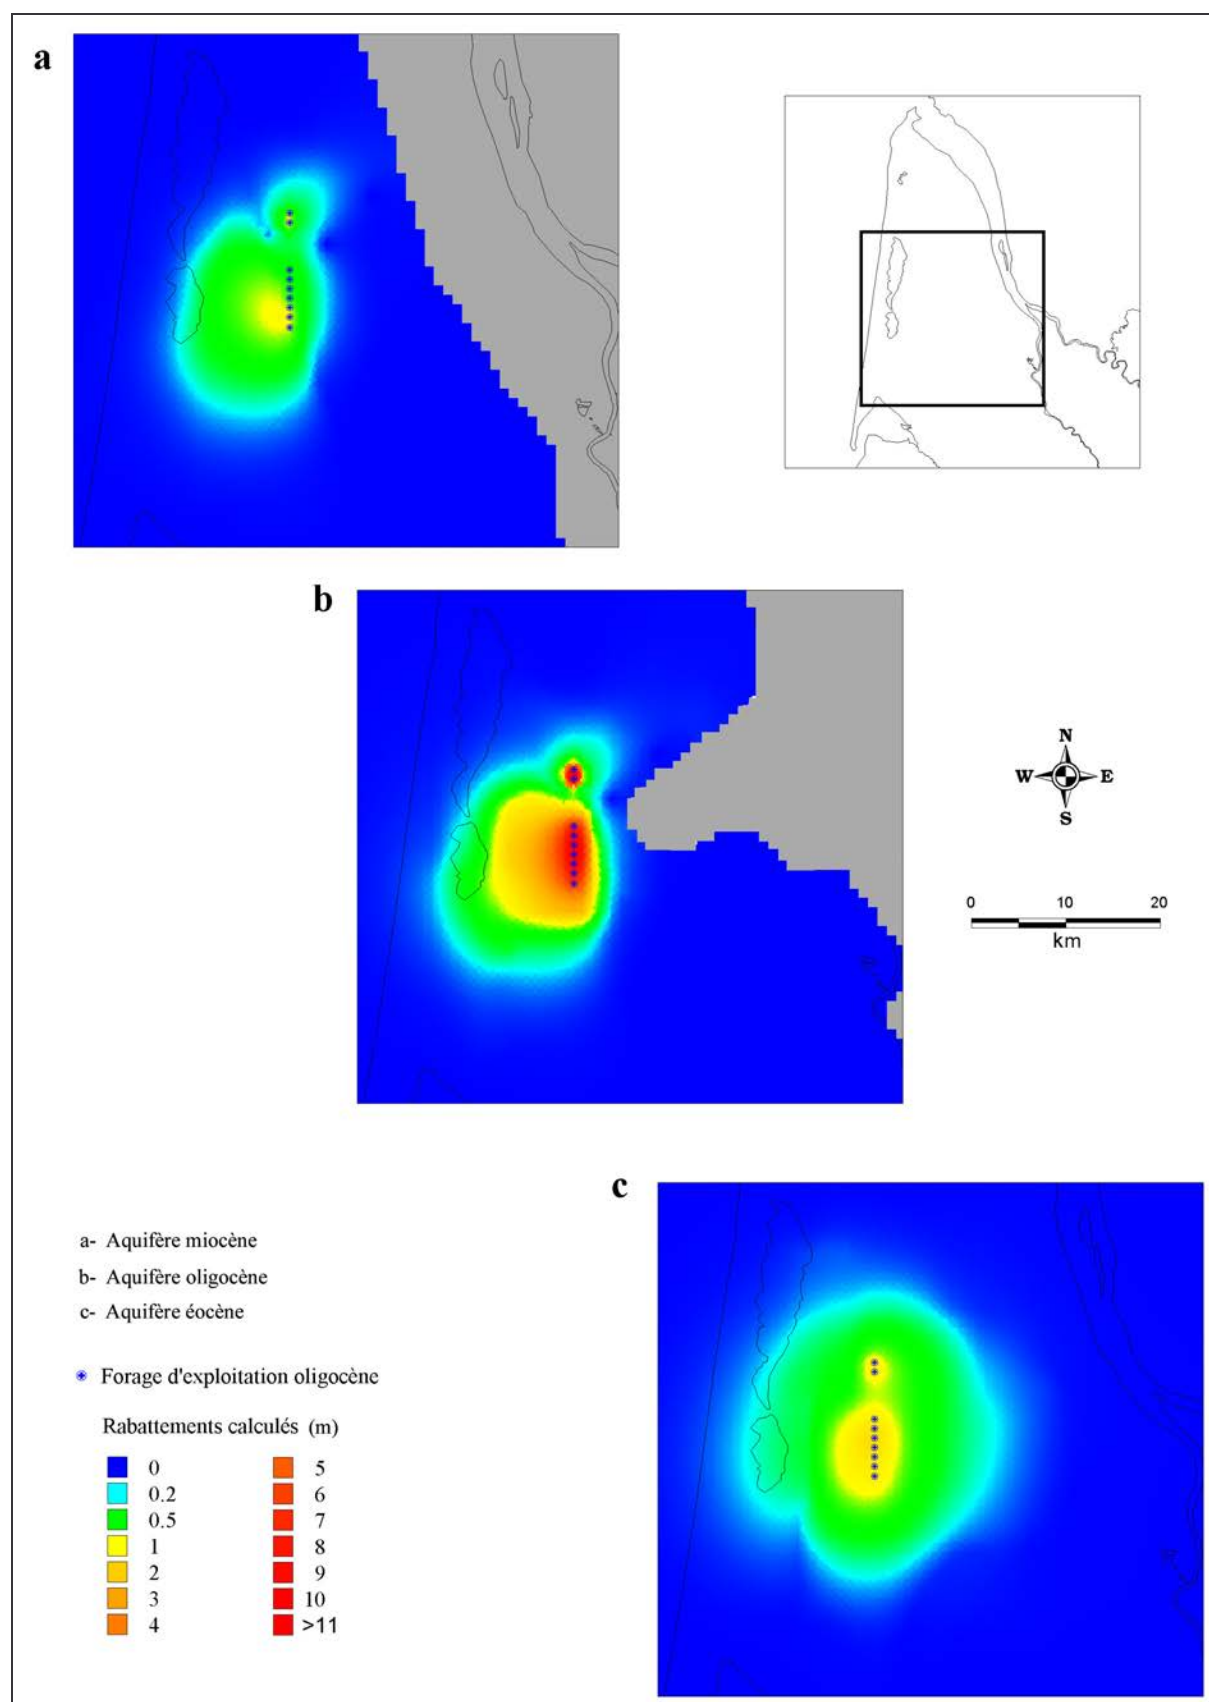 a
b
N
W E
S
0 10 20
km
c
a- Aquifère miocène
b- Aquifère oligocène
c- Aquifère éocène
Forage d'exploitation oligocène
Rabattements calculés (m)
0 5
0.2 6
0.5 7
1 8
2 9
3 10
4 >11